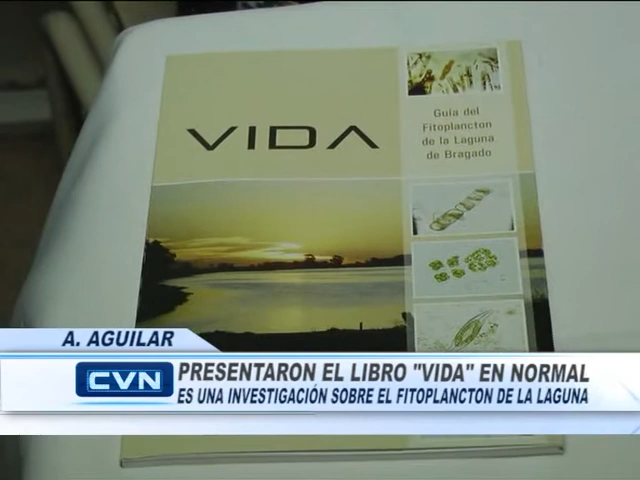 VIDA
Guía del
Fitoplancton
de la Laguna
de Bragado
A. AGUILAR
CVN
PRESENTARON EL LIBRO "VIDA" EN NORMAL
ES UNA INVESTIGACIÓN SOBRE EL FITOPLANCTON DE LA LAGUNA